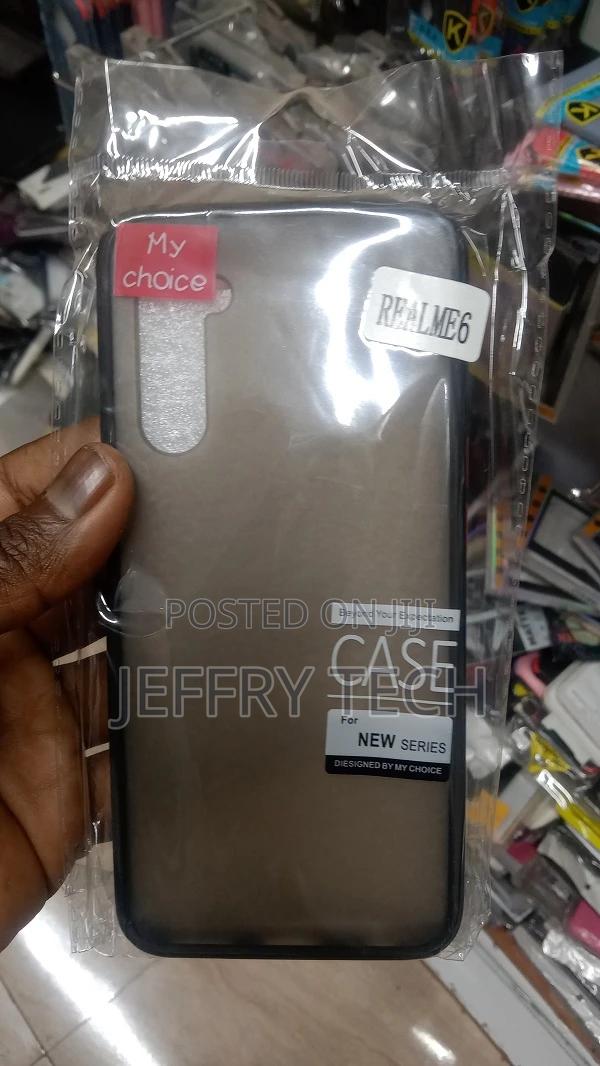 My
choice
REALME6
Beyond Your Expectation
POSTED ON JIJI
CASE
JEFFRY TECH
For
NEW SERIES
DIESIGNED BY MY CHOICE
K
K